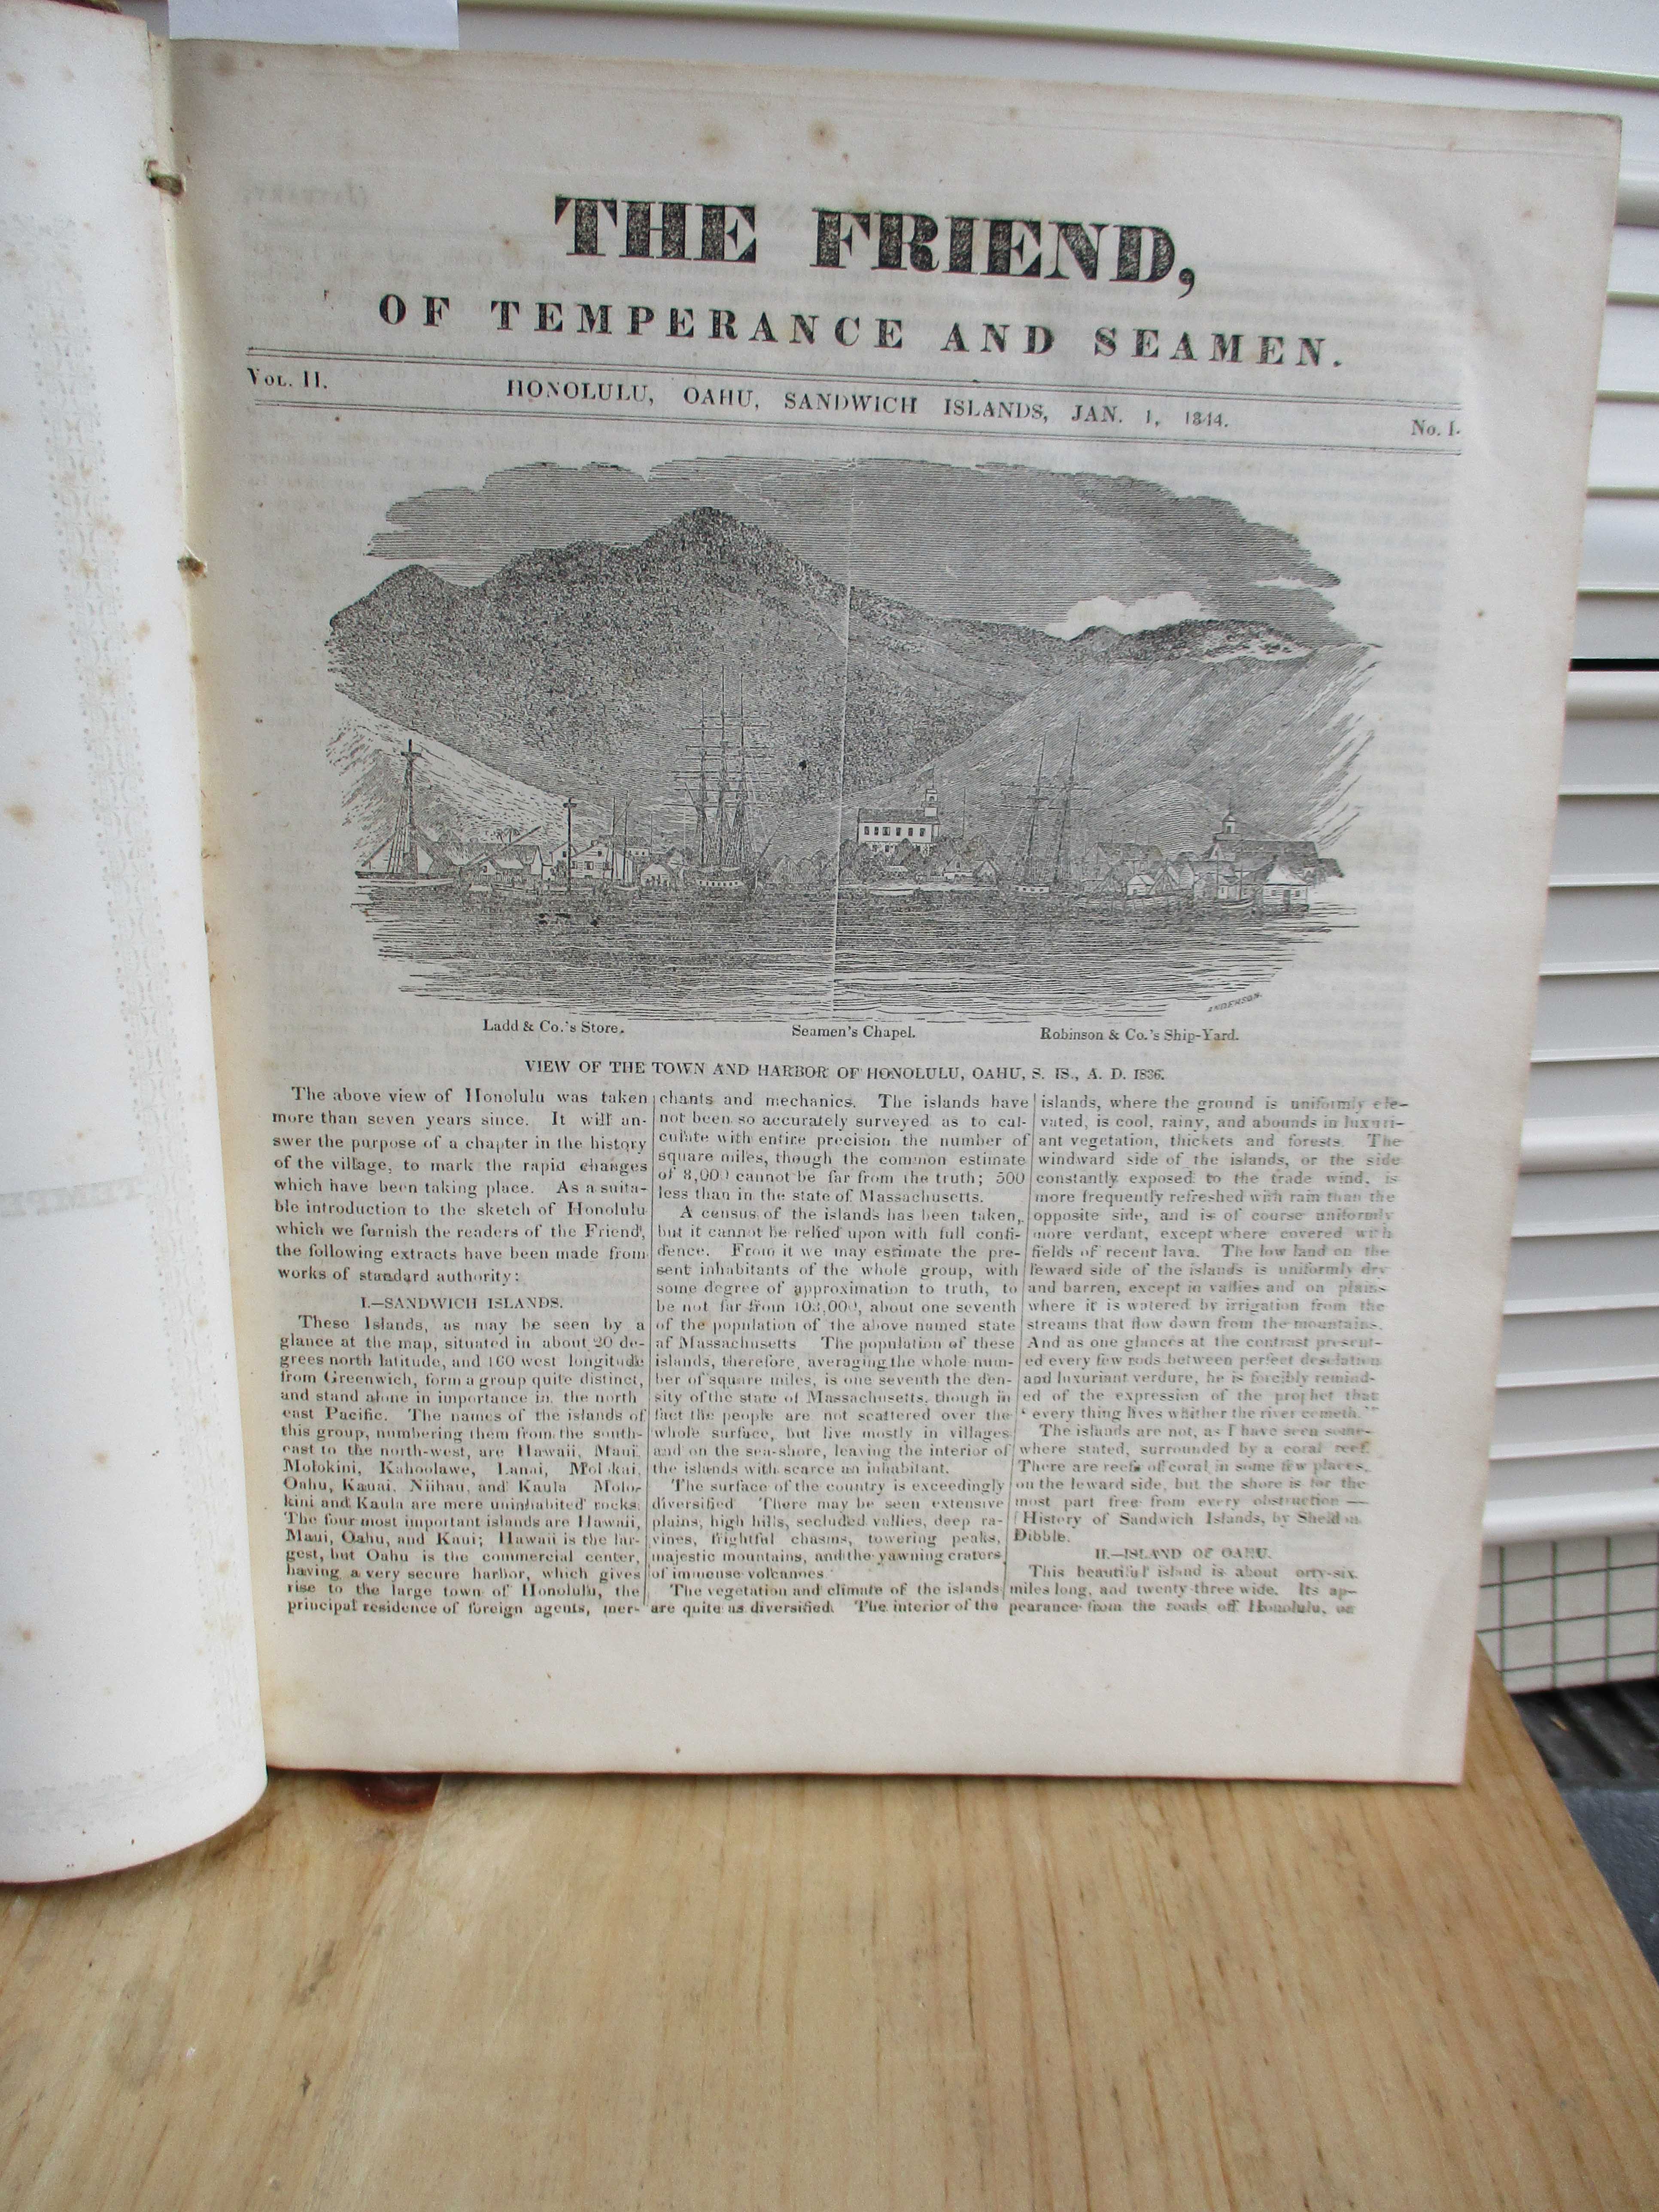 THE FRIEND,
OF TEMPERANCE AND SEAMEN.
VOL. II.
HONOLULU, OAHU, SANDWICH ISLANDS, JAN. 1, 1844.
No. I.
ANDERSON.
Ladd & Co.'s Store.
Seamen's Chapel.
Robinson & Co.'s Ship-Yard.
VIEW OF THE TOWN AND HARBOR OF HONOLULU, OAHU, S. IS., A. D. 1836.
The above view of Honolulu was taken
more than seven years since. It will an-
swer the purpose of a chapter in the history
of the village, to mark the rapid changes
which have been taking place. As a suita-
ble introduction to the sketch of Honolulu
which we furnish the readers of the Friend,
the following extracts have been made from
works of standard authority:
I.—SANDWICH ISLANDS.
These Islands, as may be seen by a
glance at the map, situated in about 20 de-
grees north latitude, and 160 west longitude
from Greenwich, form a group quite distinct,
and stand alone in importance in the north
east Pacific. The names of the islands of
this group, numbering them from the south-
east to the north-west, are Hawaii, Maui,
Molokini, Kahoolawe, Lanai, Molokai,
Oahu, Kauai, Niihau, and Kaula Molo-
kini and Kaula are mere uninhabited rocks.
The four most important islands are Hawaii,
Maui, Oahu, and Kaui; Hawaii is the lar-
gest, but Oahu is the commercial center,
having a very secure harbor, which gives
rise to the large town of Honolulu, the
principal residence of foreign agents, mer-
chants and mechanics. The islands have
not been so accurately surveyed as to cal-
culate with entire precision the number of
square miles, though the common estimate
of 8,000 cannot be far from the truth; 500
less than in the state of Massachusetts.
A census of the islands has been taken,
but it cannot be relied upon with full confi-
dence. From it we may estimate the pre-
sent inhabitants of the whole group, with
some degree of approximation to truth, to
be not far from 103,000, about one seventh
of the population of the above named state
af Massachusetts The population of these
islands, therefore, averaging the whole num-
ber of square miles, is one seventh the den-
sity of the state of Massachusetts, though in
fact the people are not scattered over the
whole surface, but live mostly in villages
and on the sea-shore, leaving the interior of
the islands with scarce an inhabitant.
The surface of the country is exceedingly
diversified There may be seen extensive
plains, high hills, secluded vallies, deep ra-
vines, frightful chasms, towering peaks,
majestic mountains, and the yawning craters
of immense volcanoes.
The vegetation and climate of the islands
are quite as diversified. The interior of the
islands, where the ground is uniformly ele-
vated, is cool, rainy, and abounds in luxuri-
ant vegetation, thickets and forests. The
windward side of the islands, or the side
constantly exposed to the trade wind, is
more frequently refreshed with rain than the
opposite side, and is of course uniformly
more verdant, except where covered with
fields of recent lava. The low land on the
leward side of the islands is uniformly dry
and barren, except in vallies and on plains
where it is watered by irrigation from the
streams that flow down from the mountains.
And as one glances at the contrast present-
ed every few rods between perfect desolation
and luxuriant verdure, he is forcibly remind-
ed of the expression of the prophet that
"every thing lives whither the river cometh."
The islands are not, as I have seen some-
where stated, surrounded by a coral reef.
There are reefs of coral in some few places,
on the leward side, but the shore is for the
most part free from every obstruction —
[History of Sandwich Islands, by Sheldon
Dibble.
II.—ISLAND OF OAHU.
This beautiful island is about orty-six
miles long, and twenty-three wide. Its ap-
pearance from the roads off Honolulu, or